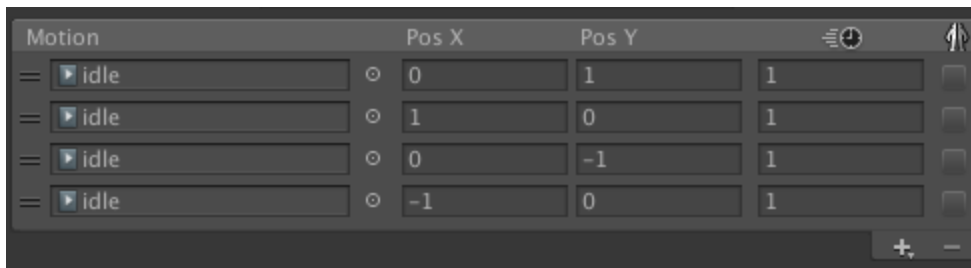 Motion Pos X Pos Y
idle 0 1 1
idle 1 0 1
idle 0 -1 1
idle -1 0 1